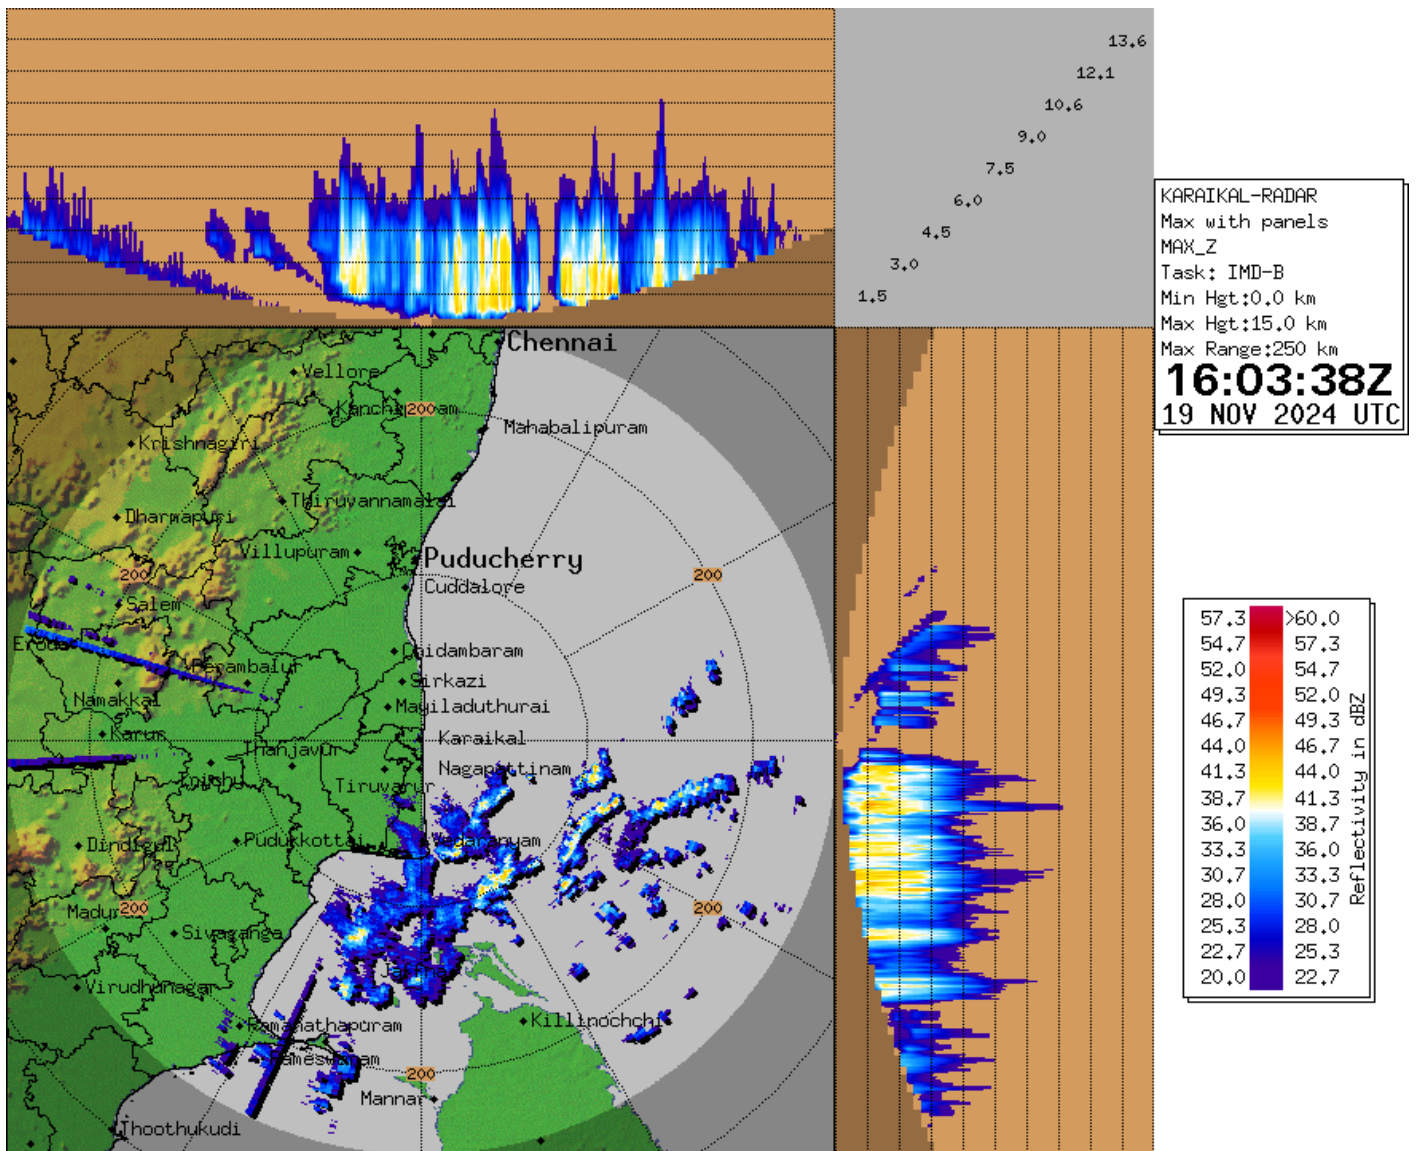 13.6
12.1
10.6
9.0
7.5
6.0
4.5
3.0
1.5
KARAIKAL-RADAR
Max with panels
MAX_Z
Task: IMD-B
Min Hgt:0.0 km
Max Hgt:15.0 km
Max Range:250 km
16:03:38Z
19 NOV 2024 UTC
Chennai
Vellore
200
Mahabalipuram
Krishnagiri
Thiruvannamalai
Dharmapuri
Villupuram
Puducherry
200
200
Cuddalore
Salem
Chidambaram
Perambalur
Sirkazi
Namakkal
Mayiladuthurai
Karur
Karaikal
Thanjavur
Nagapattinam
Tiruvarur
Pudukkottai
Vedaranyam
Dindigul
200
200
Sivaganga
Jaffna
Virudhunagar
Ramanathapuram
Killinochchi
Rameswaram
200
Mannar
Thoothukudi
57.3 >60.0
54.7 57.3
52.0 54.7
49.3 52.0
46.7 49.3
44.0 46.7
41.3 44.0
38.7 41.3
36.0 38.7
33.3 36.0
30.7 33.3
28.0 30.7
25.3 28.0
22.7 25.3
20.0 22.7
Reflectivity in dBZ